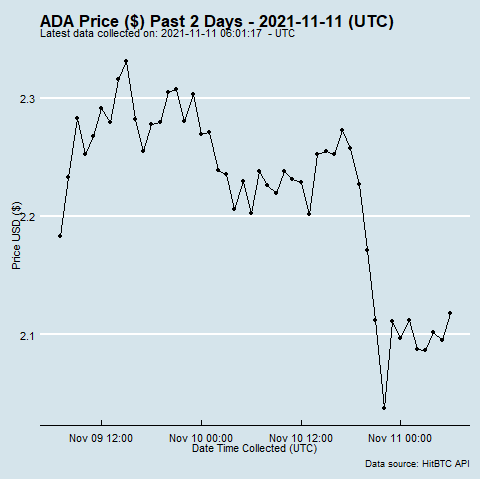 ADA Price ($) Past 2 Days - 2021-11-11 (UTC)
Latest data collected on: 2021-11-11 06:01:17  - UTC
2.3
2.2
2.1
Price USD ($)
Nov 09 12:00
Nov 10 00:00
Nov 10 12:00
Nov 11 00:00
Date Time Collected (UTC)
Data source: HitBTC API